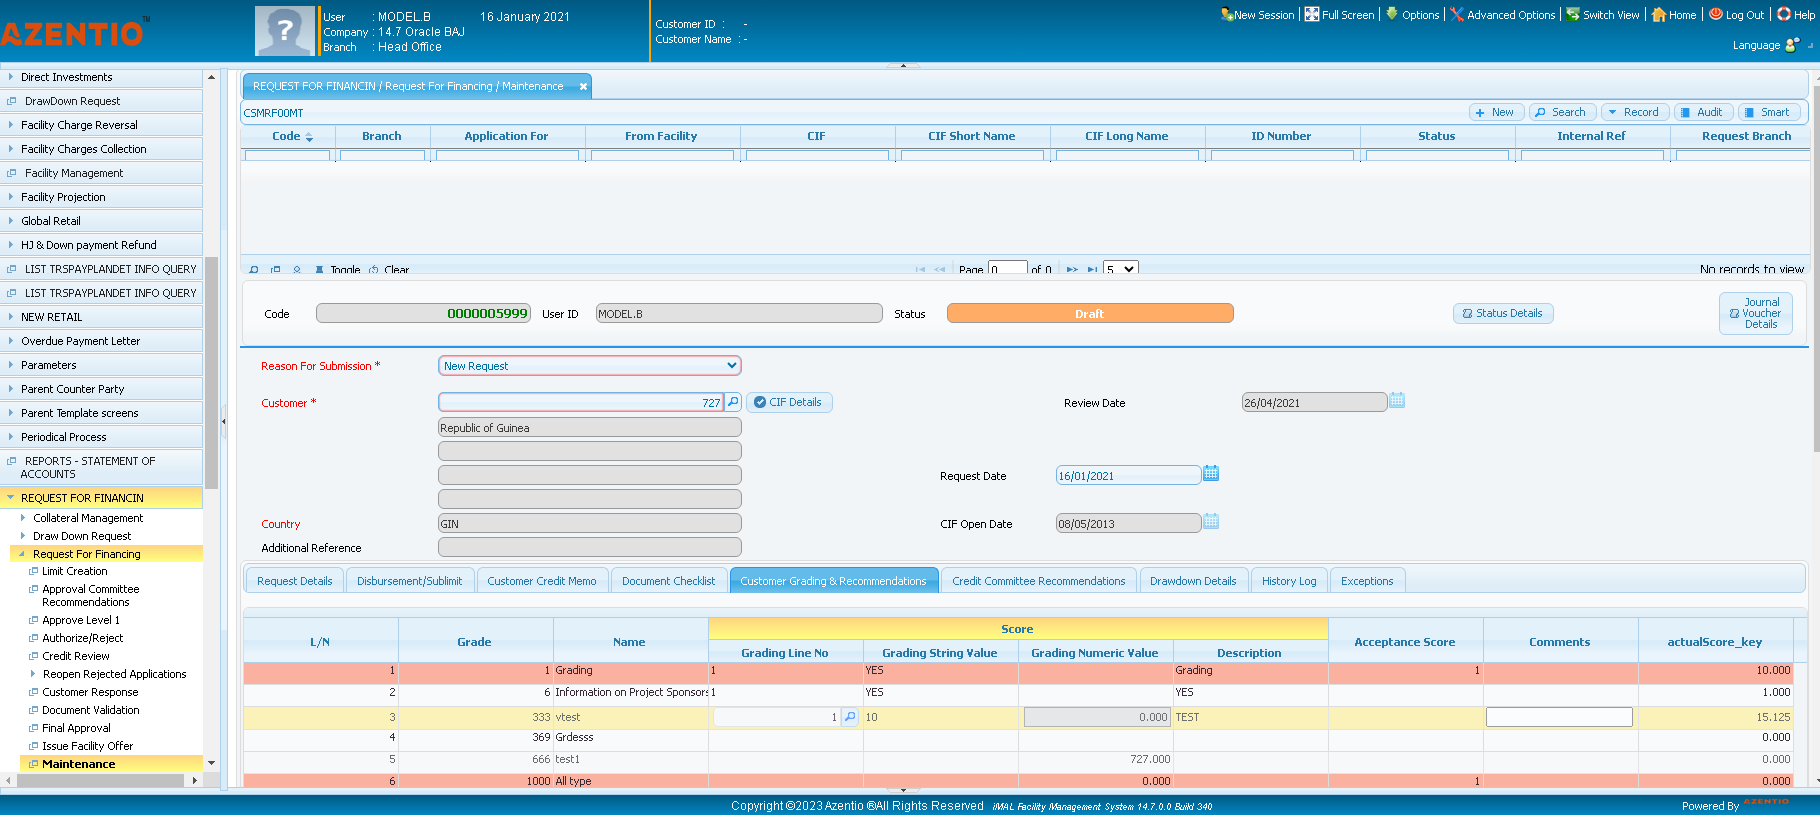 AZENTIO™
User : MODEL.B 16 January 2021
Company : 14.7 Oracle BAJ
Branch : Head Office
Customer ID : -
Customer Name : -
New Session | Full Screen | Options | Advanced Options | Switch View | Home | Log Out | Help
Language
Direct Investments
DrawDown Request
Facility Charge Reversal
Facility Charges Collection
Facility Management
Facility Projection
Global Retail
HJ & Down payment Refund
LIST TRSPAYPLANDET INFO QUERY
LIST TRSPAYPLANDET INFO QUERY
NEW RETAIL
Overdue Payment Letter
Parameters
Parent Counter Party
Parent Template screens
Periodical Process
REPORTS - STATEMENT OF
ACCOUNTS
REQUEST FOR FINANCIN
Collateral Management
Draw Down Request
Request For Financing
Limit Creation
Approval Committee
Recommendations
Approve Level 1
Authorize/Reject
Credit Review
Reopen Rejected Applications
Customer Response
Document Validation
Final Approval
Issue Facility Offer
Maintenance
REQUEST FOR FINANCIN / Request For Financing / Maintenance
CSMRF00MT
New Search Record Audit Smart
Code Branch Application For From Facility CIF CIF Short Name CIF Long Name ID Number Status Internal Ref Request Branch
Toggle Clear Page 0 of 0 5 No records to view
Code 0000005999 User ID MODEL.B Status Draft Status Details
Journal
Voucher
Details
Reason For Submission * New Request
Customer * 727 CIF Details Review Date 26/04/2021
Republic of Guinea
Request Date 16/01/2021
Country GIN CIF Open Date 08/05/2013
Additional Reference
Request Details Disbursement/Sublimit Customer Credit Memo Document Checklist Customer Grading & Recommendations Credit Committee Recommendations Drawdown Details History Log Exceptions
L/N Grade Name Score Acceptance Score Comments actualScore_key
Grading Line No Grading String Value Grading Numeric Value Description
1 1 Grading 1 YES Grading 1 10.000
2 6 Information on Project Sponsors 1 YES YES 1.000
3 333 vtest 1 10 0.000 TEST 15.125
4 369 Grdesss 0.000
5 666 test1 727.000 0.000
6 1000 All type 0.000 1 0.000
Copyright ©2023 Azentio ®All Rights Reserved iMAL Facility Management System 14.7.0.0 Build 340
Powered By AZENTIO